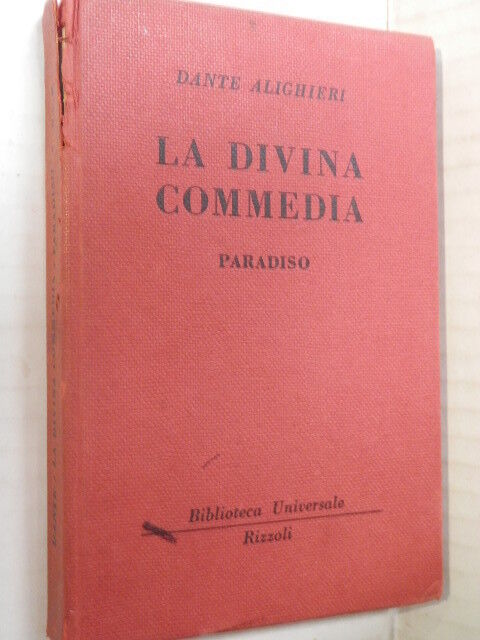 DANTE ALIGHIERI
LA DIVINA
COMMEDIA
PARADISO
Biblioteca Universale
Rizzoli